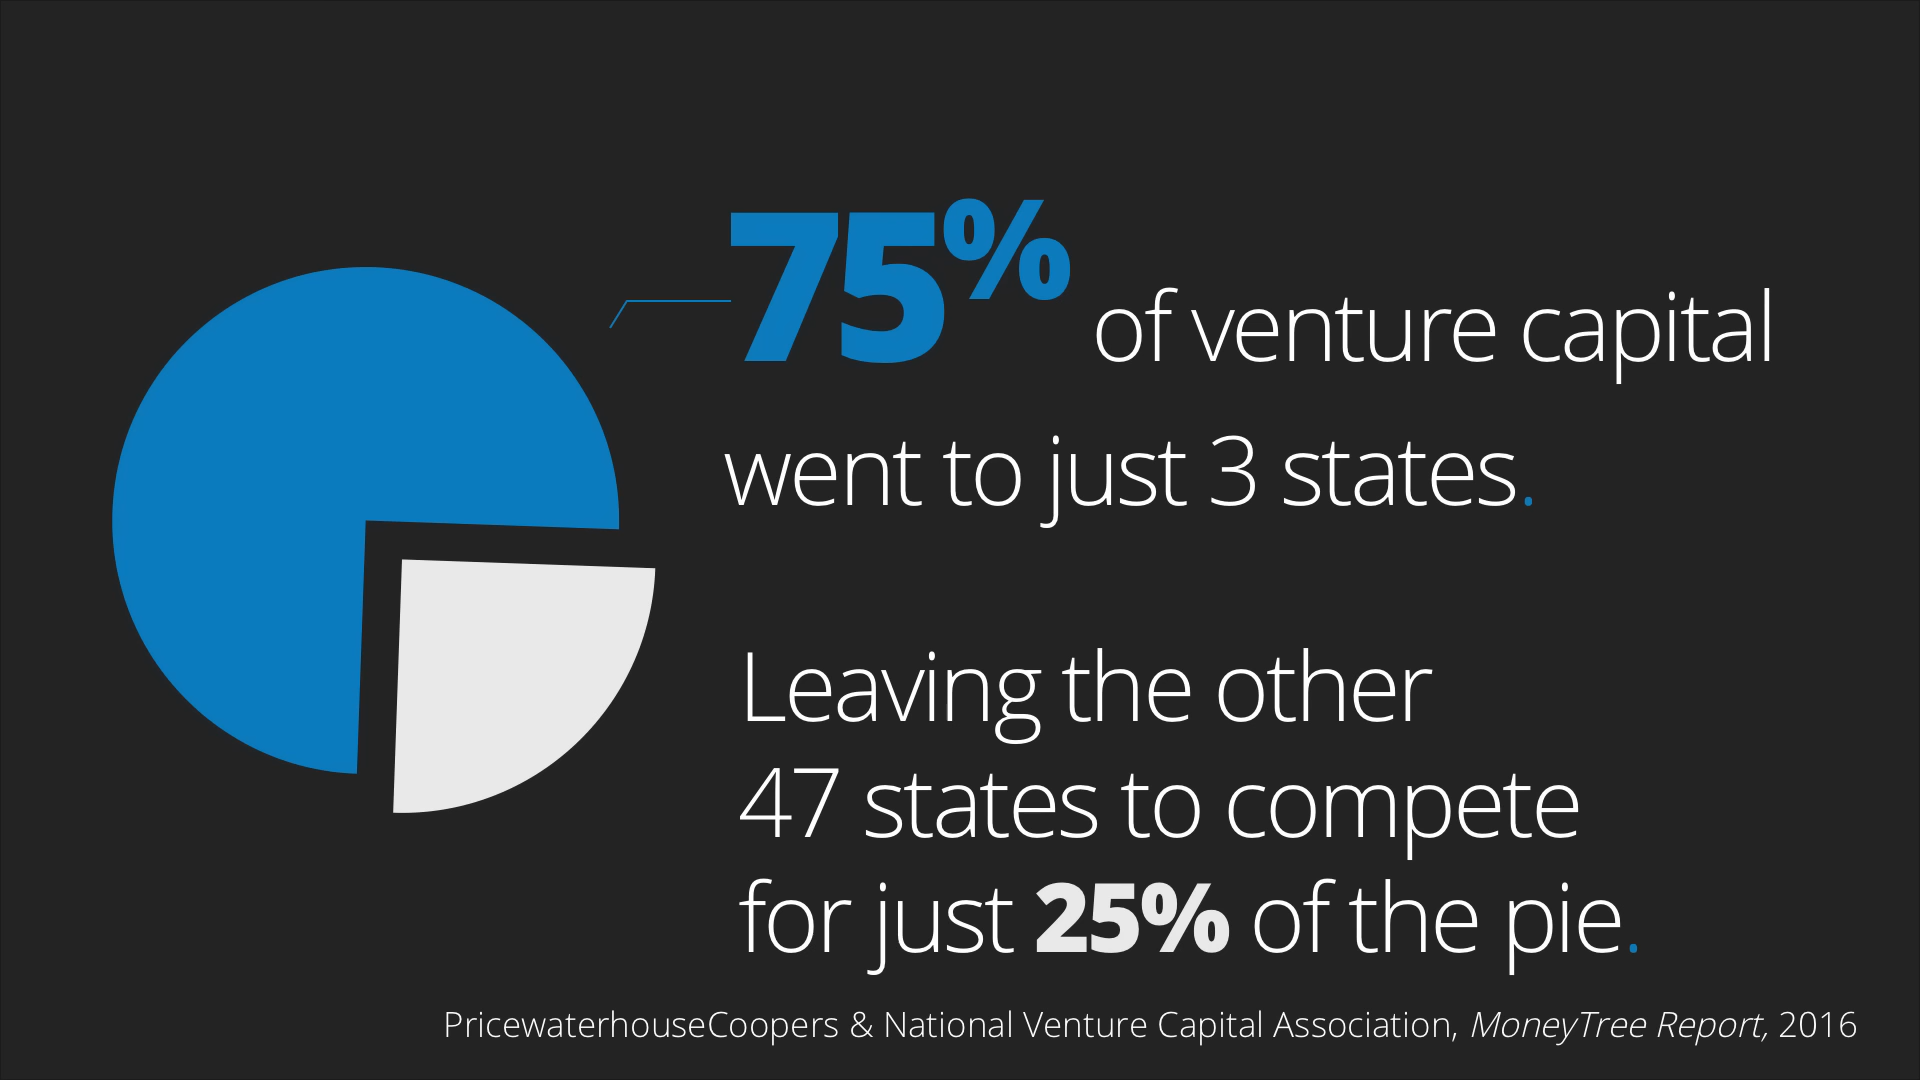 75% of venture capital
went to just 3 states.
Leaving the other
47 states to compete
for just 25% of the pie.
PricewaterhouseCoopers & National Venture Capital Association, MoneyTree Report, 2016